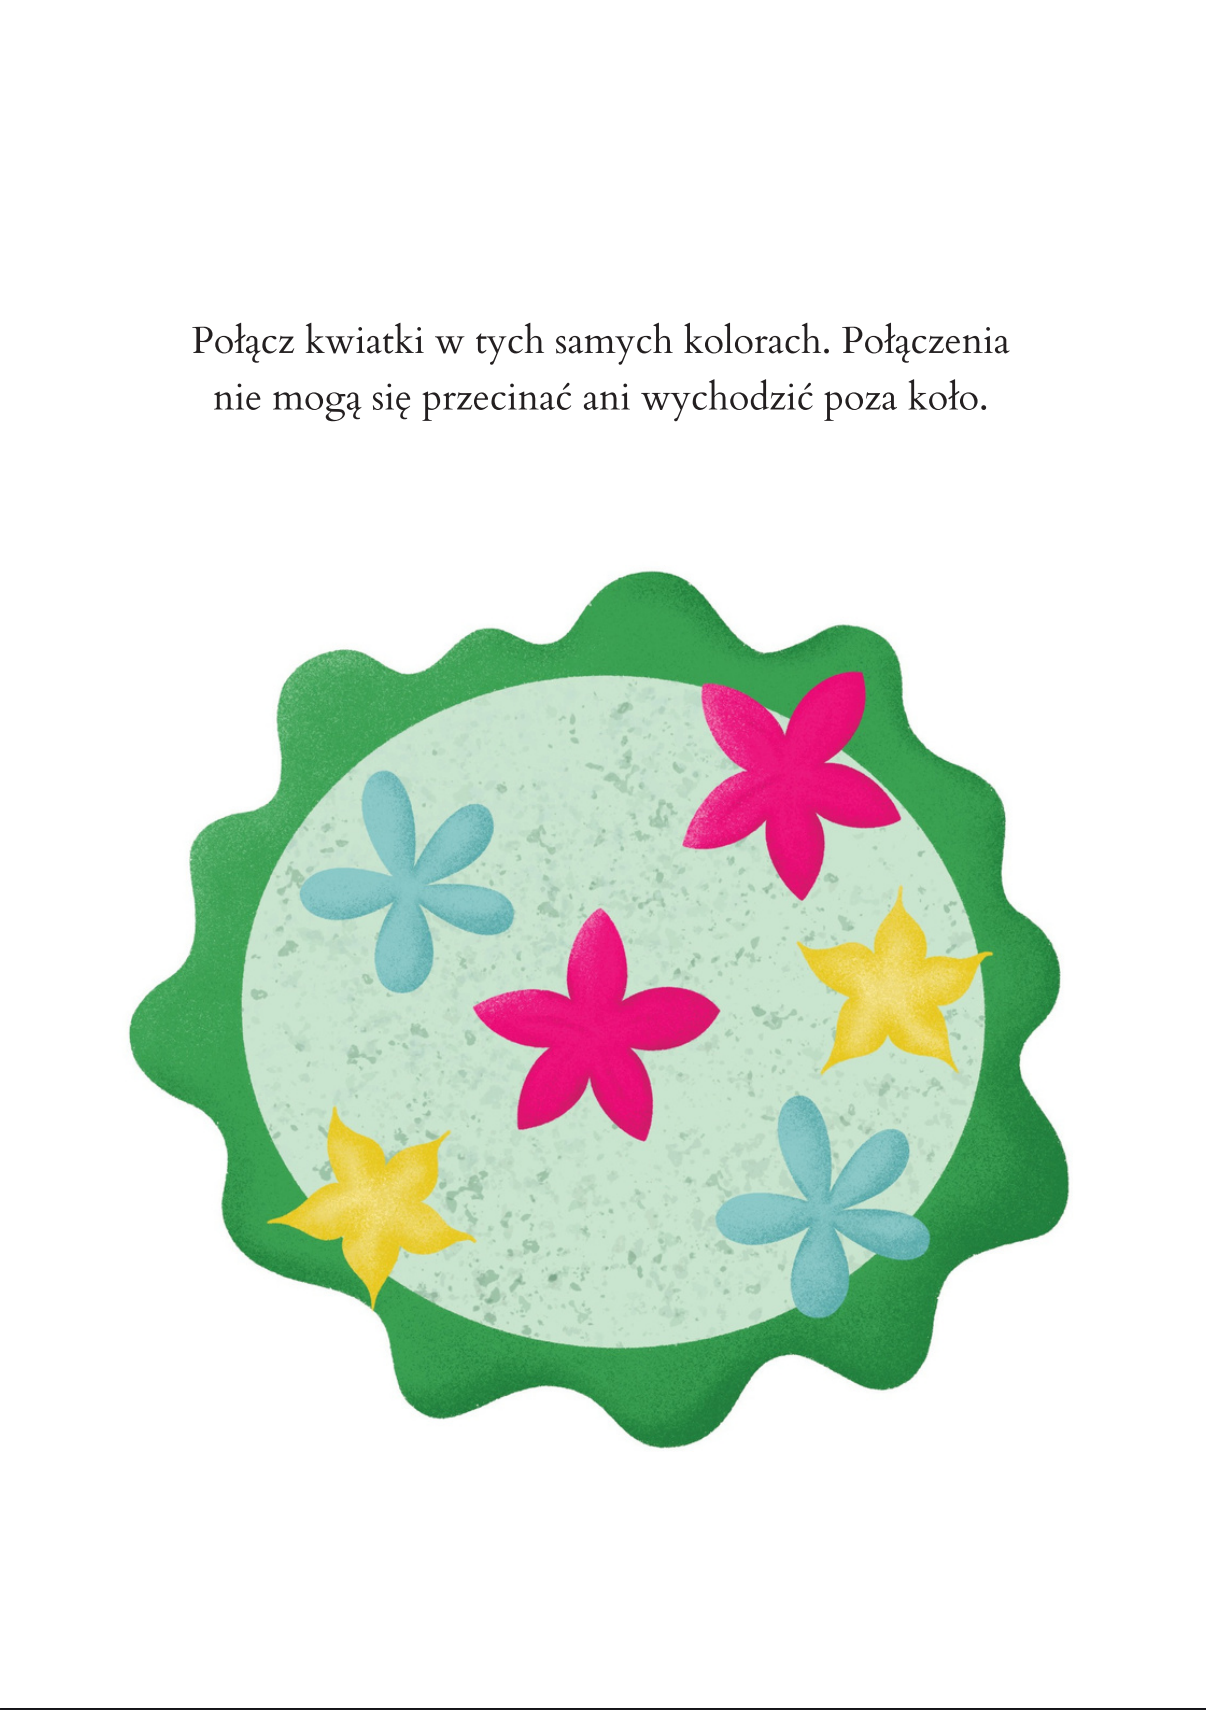 Połącz kwiatki w tych samych kolorach. Połączenia
nie mogą się przecinać ani wychodzić poza koło.